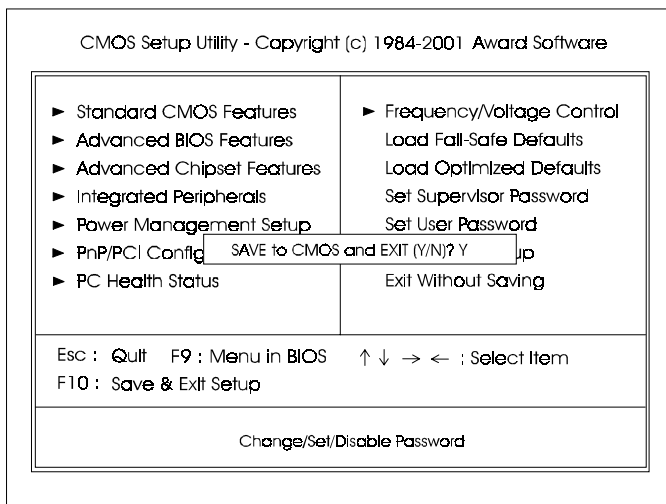 CMOS Setup Utility - Copyright (c) 1984-2001 Award Software
► Standard CMOS Features
► Advanced BIOS Features
► Advanced Chipset Features
► Integrated Peripherals
► Power Management Setup
► PnP/PCI Config
► PC Health Status
► Frequency/Voltage Control
Load Fail-Safe Defaults
Load Optimized Defaults
Set Supervisor Password
Set User Password
up
Exit Without Saving
SAVE to CMOS and EXIT (Y/N)? Y
Esc : Quit F9 : Menu in BIOS ↑ ↓ → ← : Select Item
F10 : Save & Exit Setup
Change/Set/Disable Password